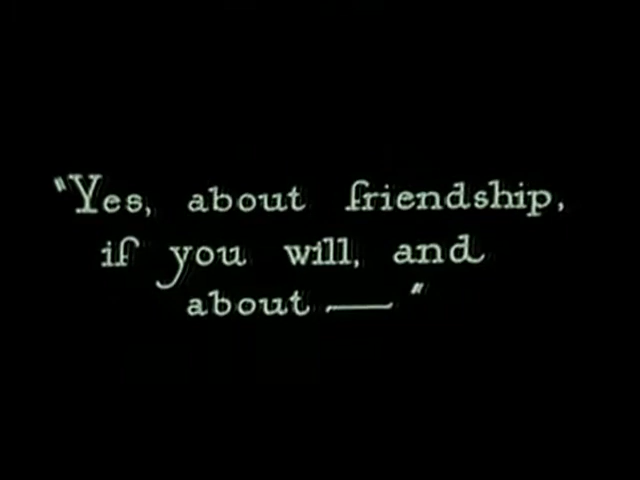 "Yes, about friendship,
if you will, and
about —"